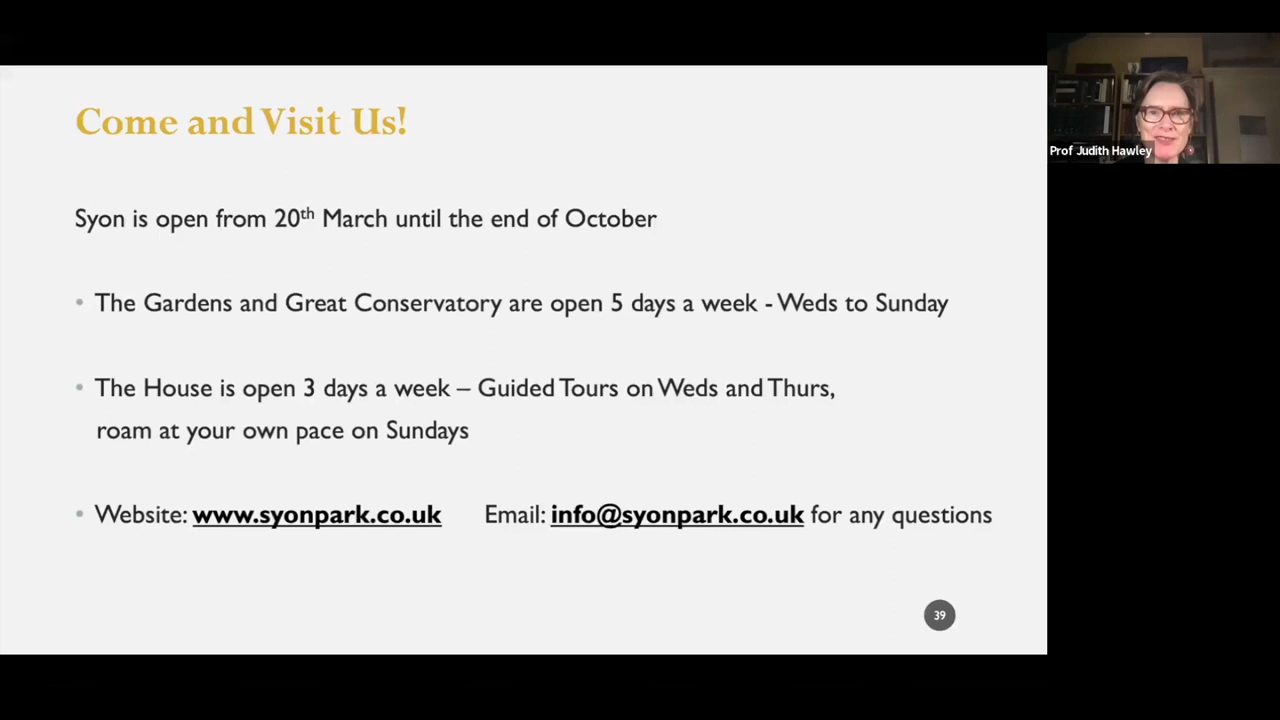 Come and Visit Us!
Prof Judith Hawley
Syon is open from 20th March until the end of October
• The Gardens and Great Conservatory are open 5 days a week - Weds to Sunday
• The House is open 3 days a week – Guided Tours on Weds and Thurs,
roam at your own pace on Sundays
• Website: www.syonpark.co.uk Email: info@syonpark.co.uk for any questions
39